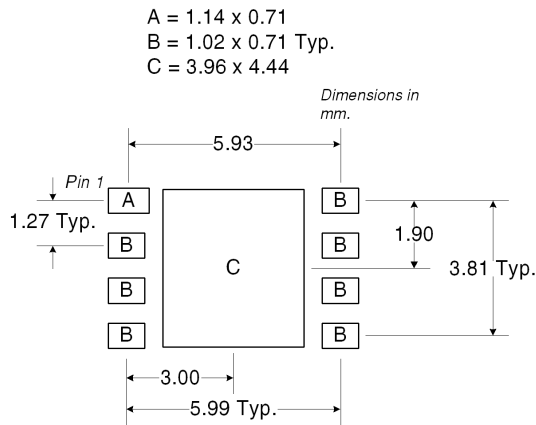 A = 1.14 x 0.71
B = 1.02 x 0.71 Typ.
C = 3.96 x 4.44
Dimensions in
mm.
5.93
Pin 1
A
B
1.27 Typ.
1.90
B
B
C
3.81 Typ.
B
B
B
B
3.00
5.99 Typ.